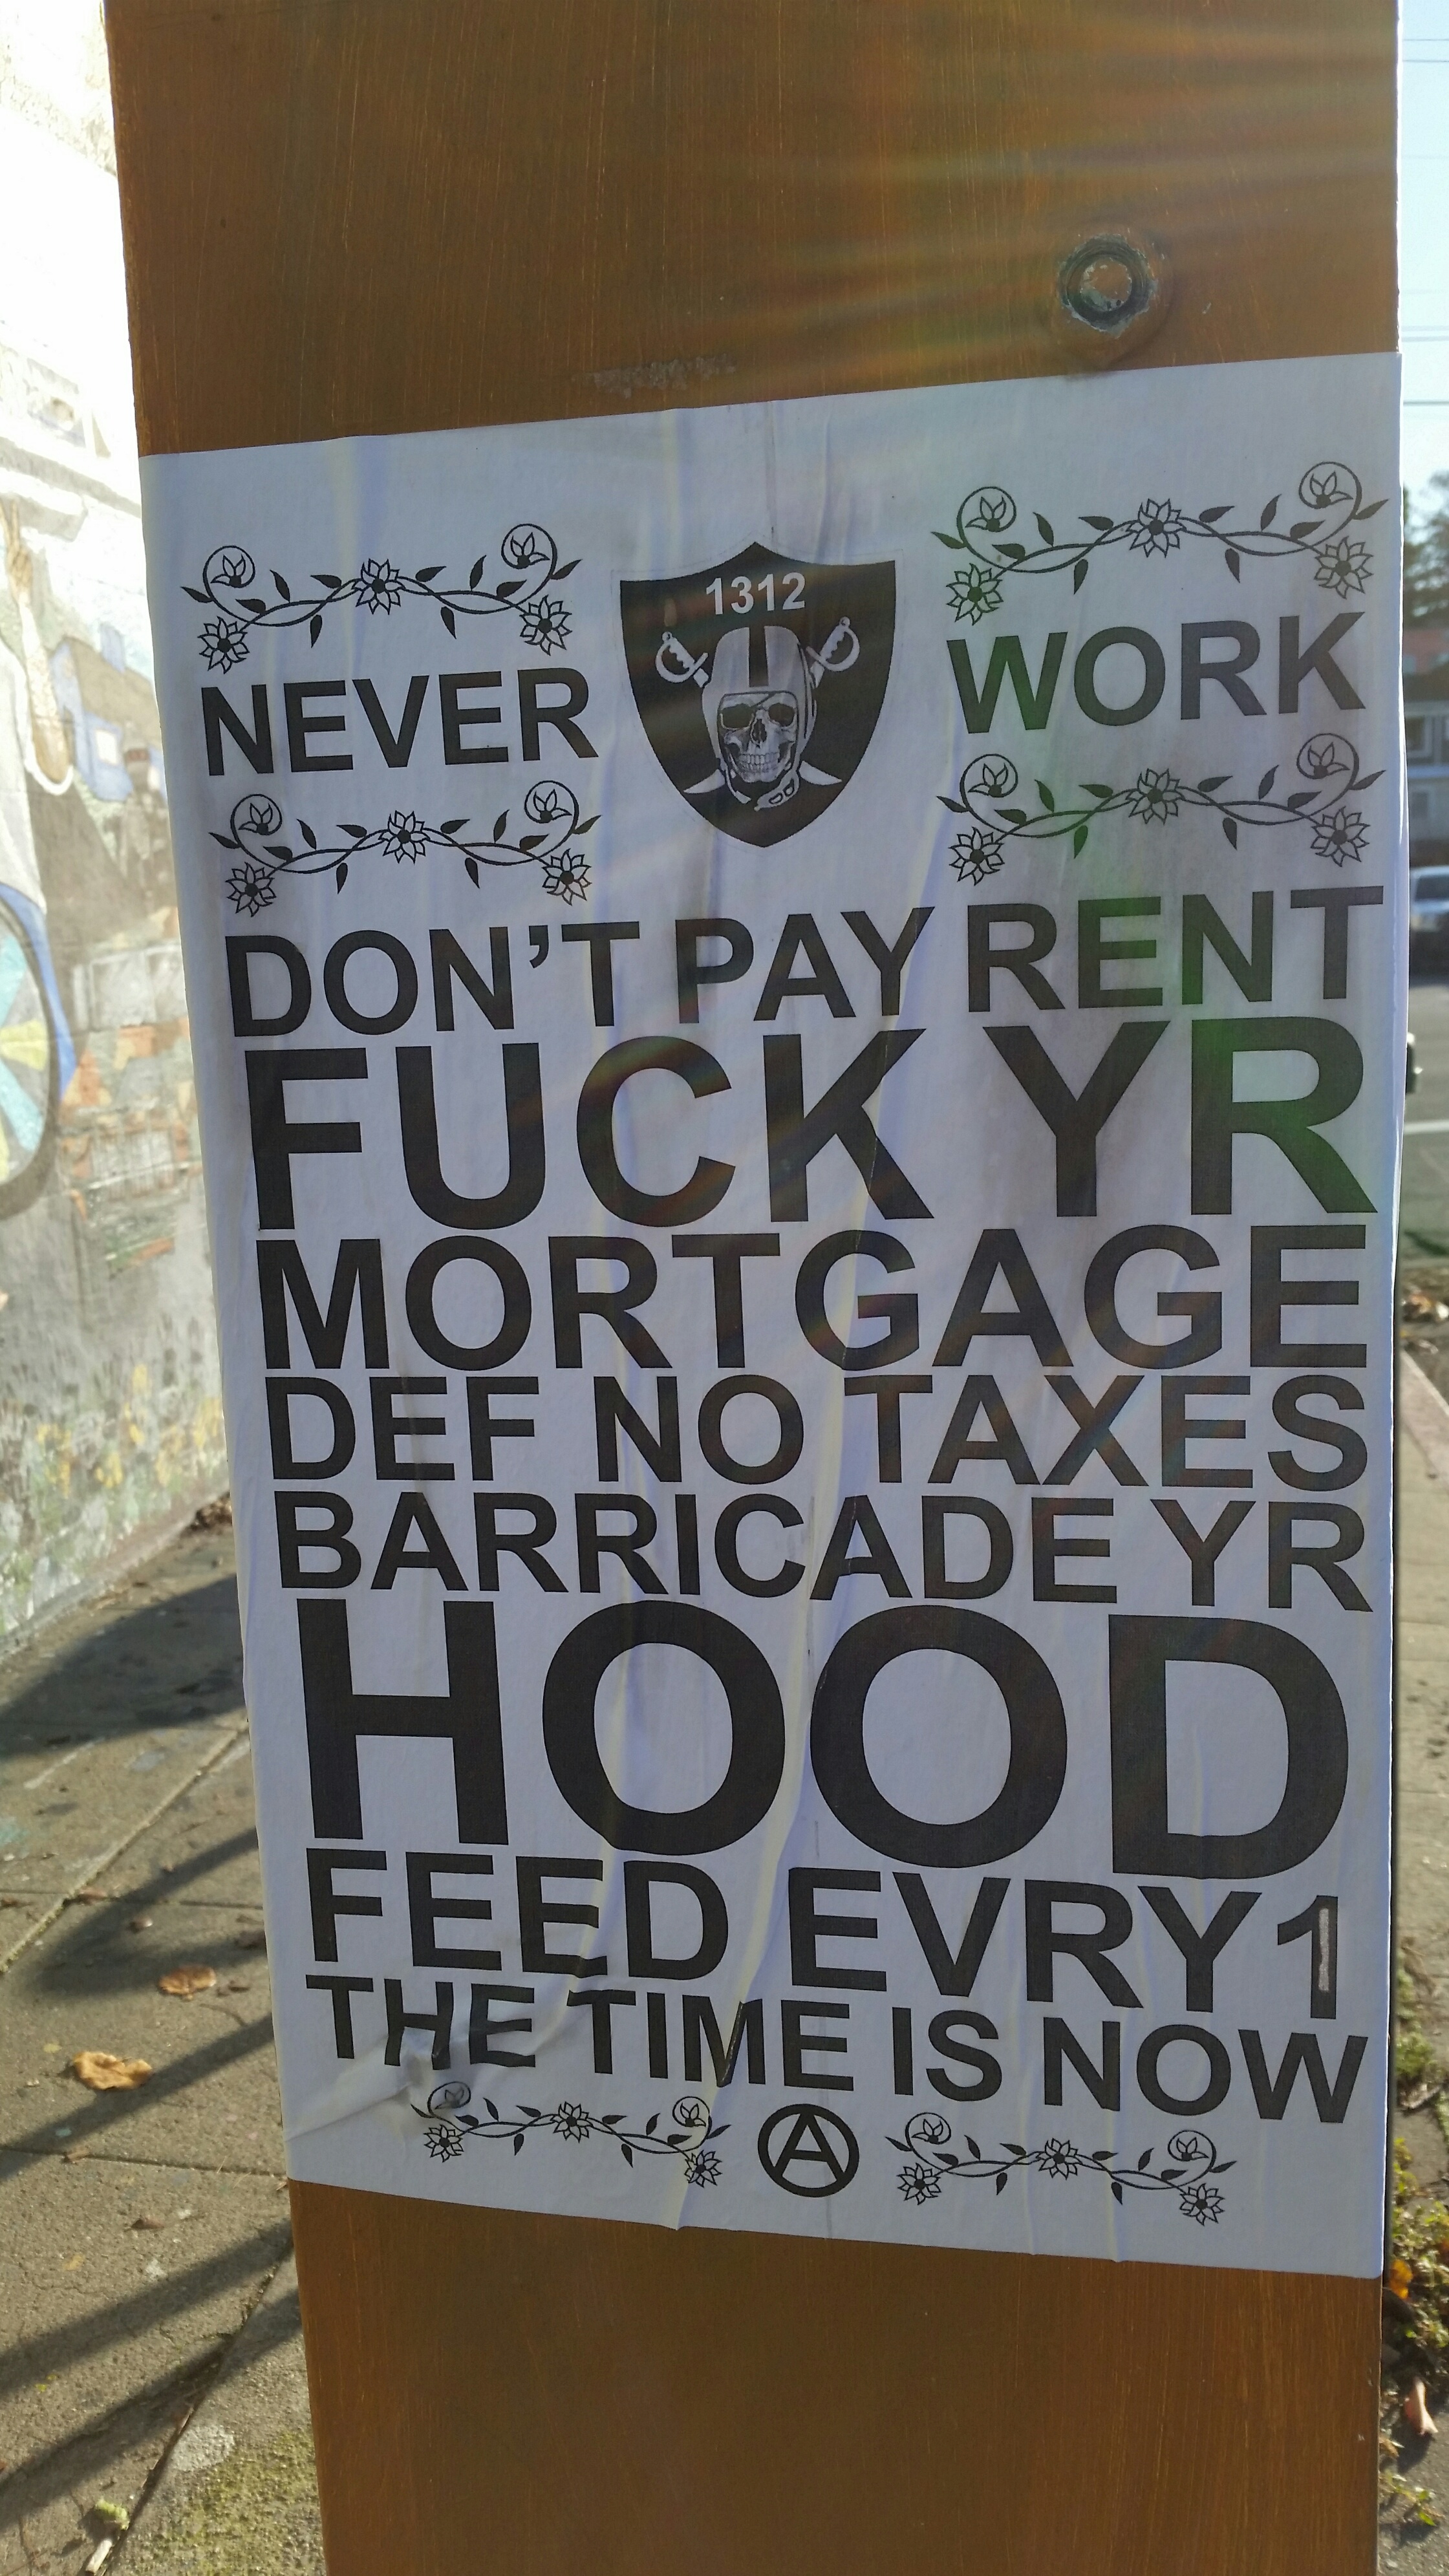 1312
NEVER WORK
DON'T PAY RENT
FUCK YR
MORTGAGE
DEF NO TAXES
BARRICADE YR
HOOD
FEED EVRY1
THE TIME IS NOW
A